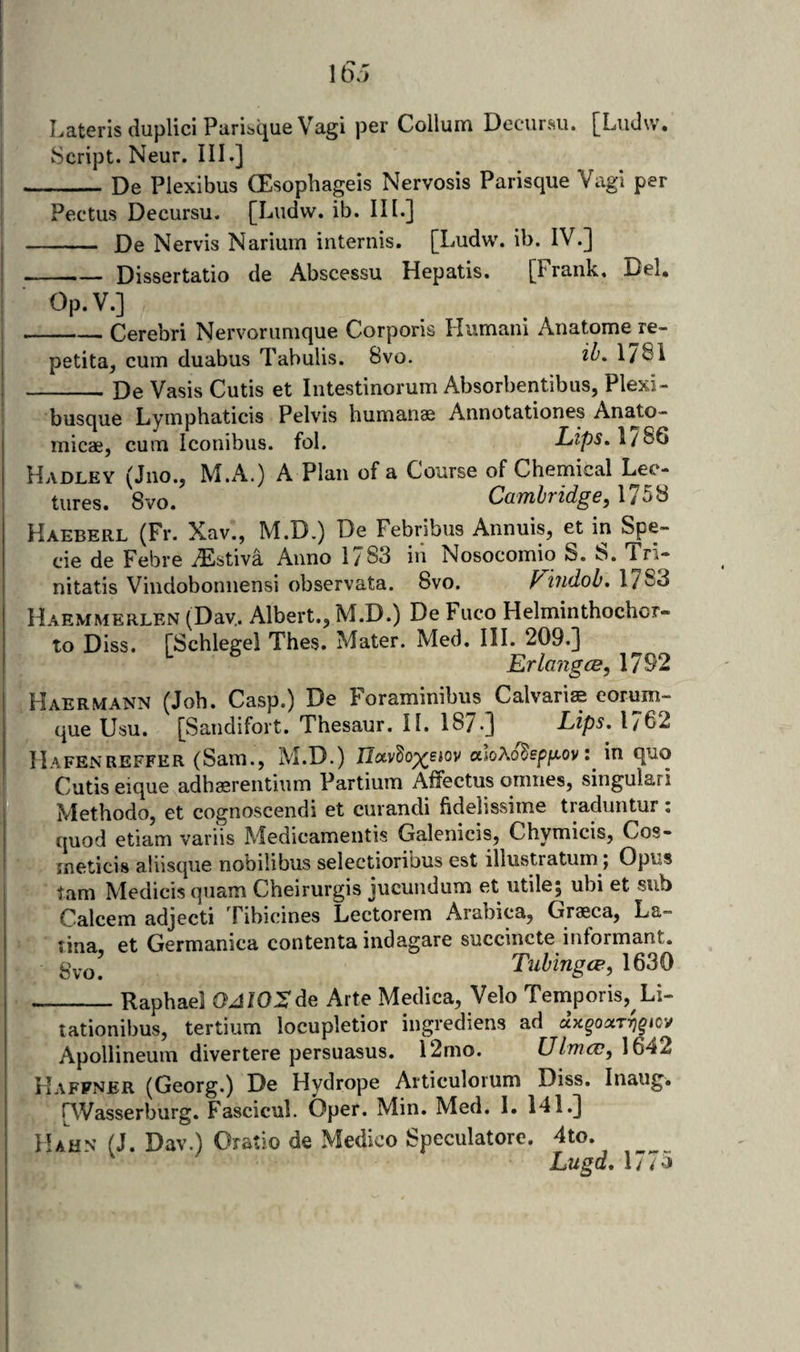 165
Lateris duplici Parisque Vagi per Collum Decursu. [Ludw.
Script. Neur. III.]
——— De Plexibus Œsophageis Nervosis Parisque Vagi per
Pectus Decursu. [Ludw. ib. III.]
——— De Nervis Narium internis. [Ludw. ib. IV.]
——— Dissertatio de Abscessu Hepatis. [Frank. Del.
Op. V.]
——— Cerebri Nervorumque Corporis Humani Anatome re-
petita, cum duabus Tabulis. 8vo. ib. 1781
——— De Vasis Cutis et Intestinorum Absorbentibus, Plexi-
busque Lymphaticis Pelvis humanæ Annotationes Anato-
micæ, cum Iconibus. fol. Lips. 1786
Hadley (Jno., M.A.) A Plan of a Course of Chemical Lec-
tures. 8vo. Cambridge, 1758
Haeberl (Fr. Xav., M.D.) De Febribus Annuis, et in Spe-
cie de Febre Æstivâ Anno 1783 in Nosocomio S. S. Tri-
nitatis Vindobonnensi observata. 8vo. Vindob. 1783
Haemmerlen (Dav. Albert., M.D.) De Fuco Helminthochor-
to Diss. [Schlegel Thes. Mater. Med. III. 209.]
Erlangæ, 1792
Haermann (Joh. Casp.) De Foraminibus Calvariæ eorum-
que Usu. [Sandifort. Thesaur. II. 187.] Lips. 1762
Hafenreffer (Sam., M.D.) Πανδοχειον αἰολόδερμον: in quo
Cutis eique adhærentium Partium Affectus omnes, singulari
Methodo, et cognoscendi et curandi fidelissime traduntur:
quod etiam variis Medicamentis Galenicis, Chymicis, Cos-
meticis aliisque nobilibus selectioribus est illustratum; Opus
tam Medicis quam Cheirurgis jucundum et utile; ubi et sub
Calcem adjecti Tibicines Lectorem Arabica, Græca, La-
tina, et Germanica contenta indagare succincte informant.
8vo. Tubingæ, 1630
——— Raphael ΟΔΙΟΣ de Arte Medica, Velo Temporis, Li-
tationibus, tertium locupletior ingrediens ad ἀκροατήριον
Apollineum divertere persuasus. 12mo. Ulmæ, 1642
Haffner (Georg.) De Hydrope Articulorum Diss. Inaug.
[Wasserburg. Fascicul. Oper. Min. Med. I. 141.]
Hahn (J. Dav.) Oratio de Medico Speculatore. 4to.
Lugd. 1775